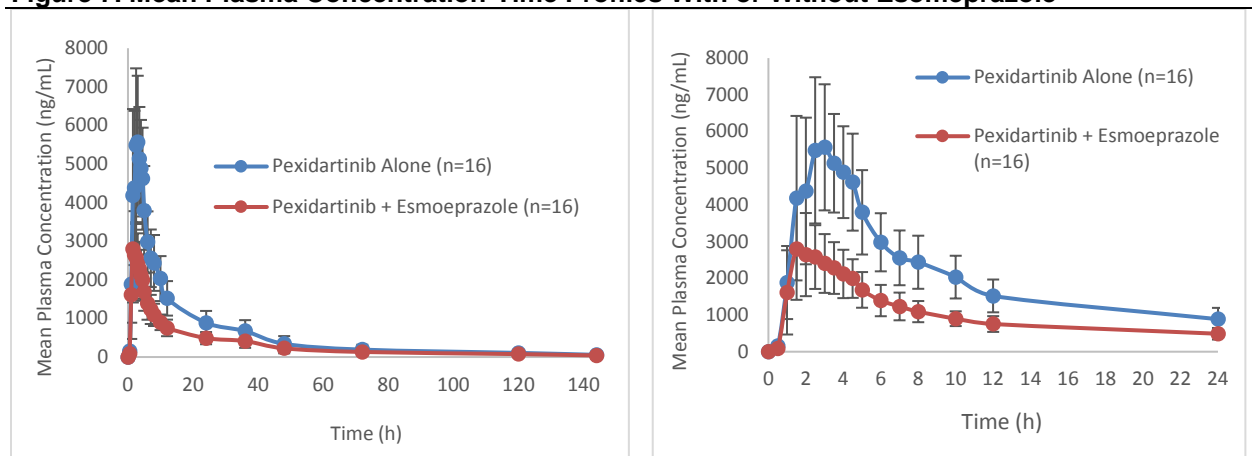 Figure 7. Mean Plasma Concentration-Time Profiles With or Without Esomeprazole
8000
7000
6000
5000
4000
3000
2000
1000
0
Mean Plasma Concentration (ng/mL)
Pexidartinib Alone (n=16)
Pexidartinib + Esmoeprazole (n=16)
0 20 40 60 80 100 120 140
Time (h)
8000
7000
6000
5000
4000
3000
2000
1000
0
Mean Plasma Concentration (ng/mL)
Pexidartinib Alone (n=16)
Pexidartinib + Esmoeprazole
(n=16)
0 2 4 6 8 10 12 14 16 18 20 22 24
Time (h)